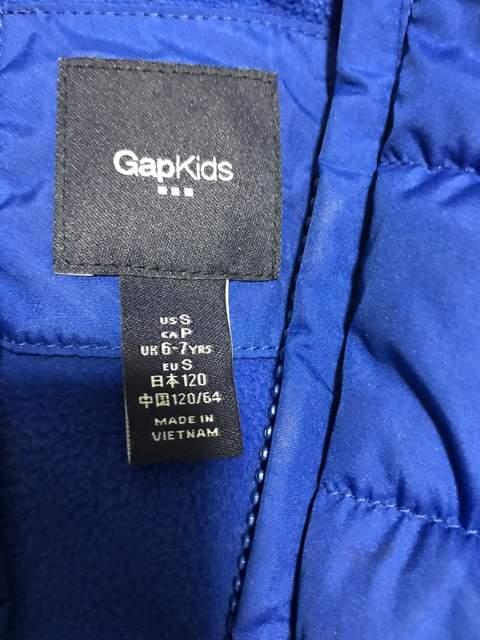 GapKids
US S
CA P
UK 6-7 YRS
EU S
日本 120
中国 120/64
MADE IN
VIETNAM